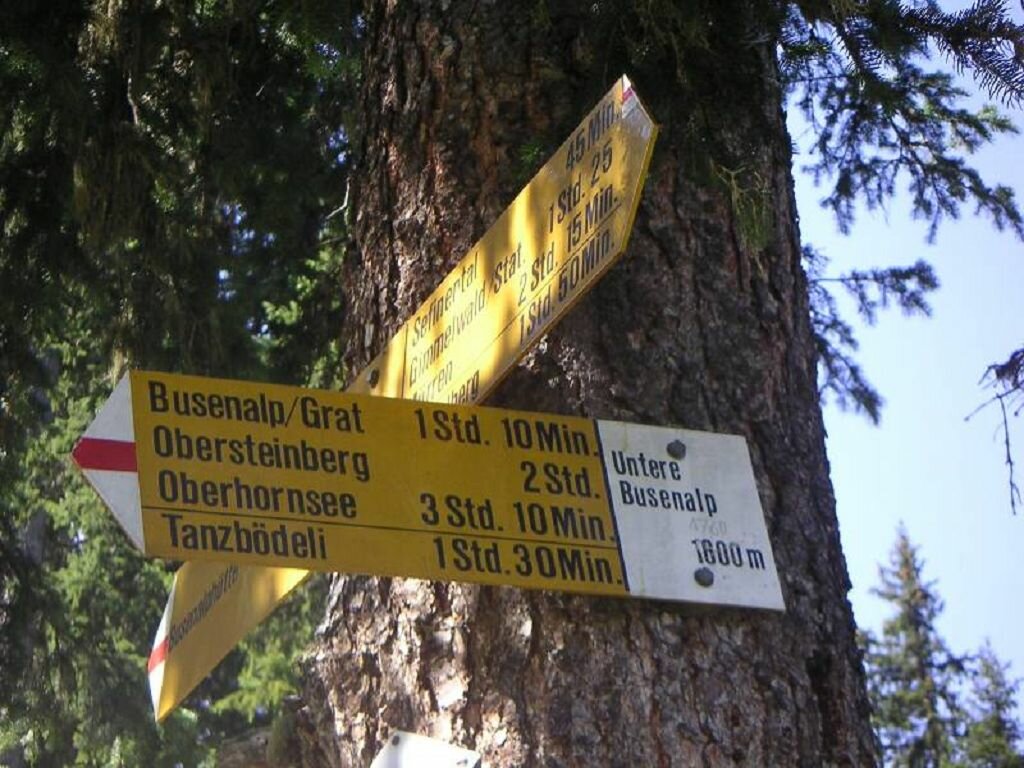 45 Min.
1 Std. 25
Gimmelwald Stat. 2 Std. 15 Min.
1 Std. 50 Min.
Busenalp/Grat 1 Std. 10 Min.
Obersteinberg 2 Std.
Oberhornsee 3 Std. 10 Min.
Tanzbödeli 1 Std. 30 Min.
Untere
Busenalp
1600 m